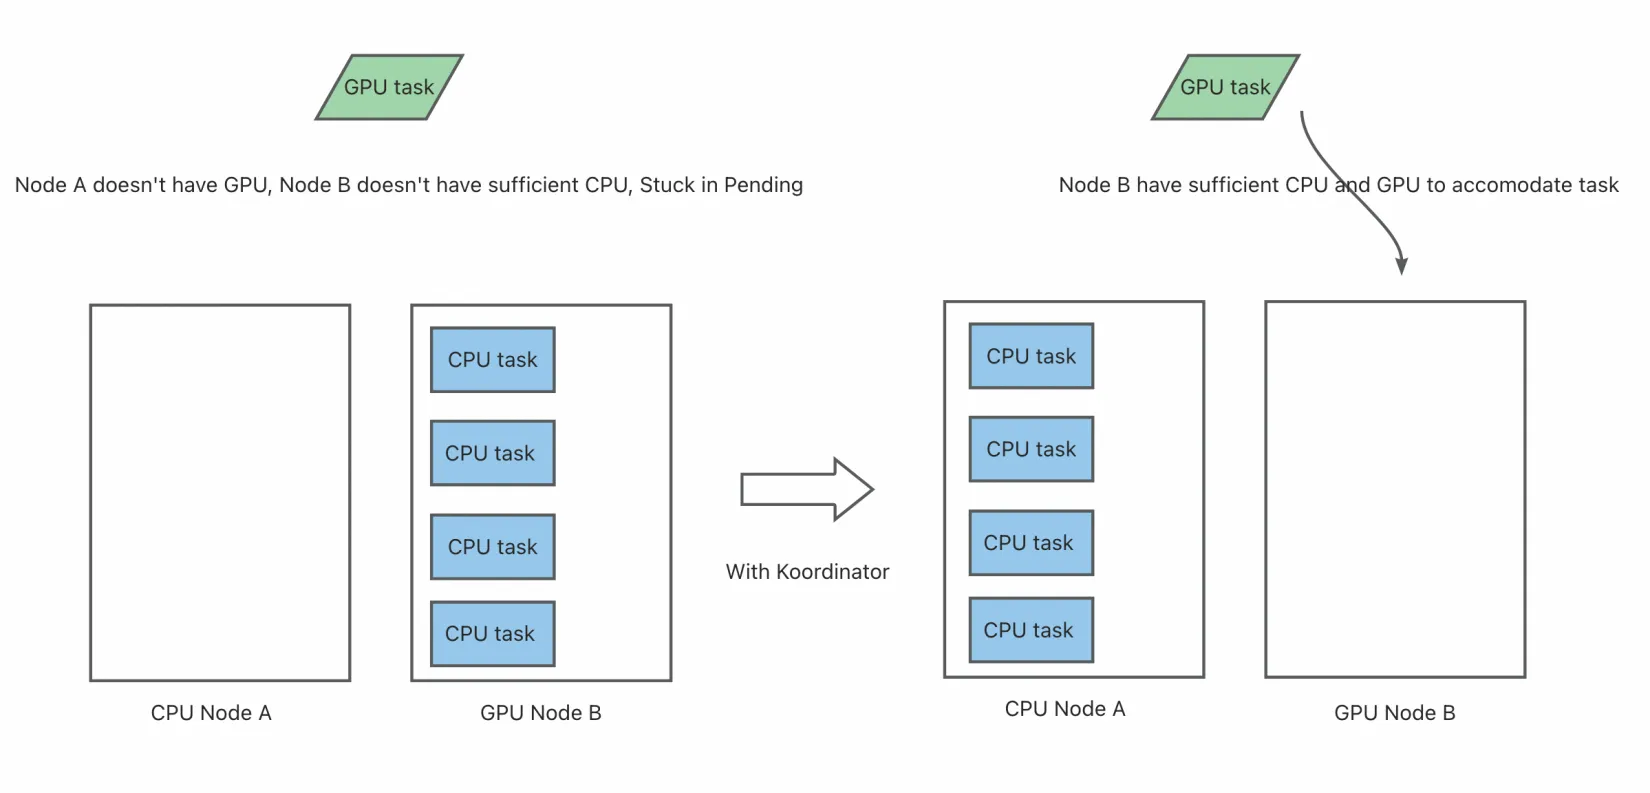 GPU task
GPU task
Node A doesn't have GPU, Node B doesn't have sufficient CPU, Stuck in Pending
Node B have sufficient CPU and GPU to accomodate task
CPU task
CPU task
CPU task
CPU task
CPU Node A
GPU Node B
With Koordinator
CPU task
CPU task
CPU task
CPU task
CPU Node A
GPU Node B